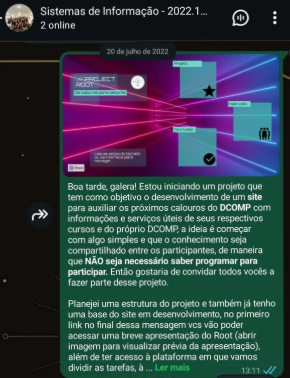 Sistemas de Informação - 2022.1...
2 online
20 de julho de 2022
PROJECT
ROOT
De calouros para calouros
Projeto
Conclusão
Boa tarde, galera! Estou iniciando um projeto que
tem como objetivo o desenvolvimento de um site
para auxiliar os próximos calouros do DCOMP com
informações e serviços úteis de seus respectivos
cursos e do próprio DCOMP, a ideia é começar
com algo simples e que o conhecimento seja
compartilhado entre os participantes, de maneira
que NÃO seja necessário saber programar para
participar. Então gostaria de convidar todos vocês a
fazer parte desse projeto.
Planejei uma estrutura do projeto e também já tenho
uma base do site em desenvolvimento, no primeiro
link no final dessa mensagem vcs vão poder
acessar uma breve apresentação do Root (abrir
imagem para visualizar prévia da apresentação),
além de ter acesso à plataforma em que vamos
dividir as tarefas, à ... Ler mais
13:11